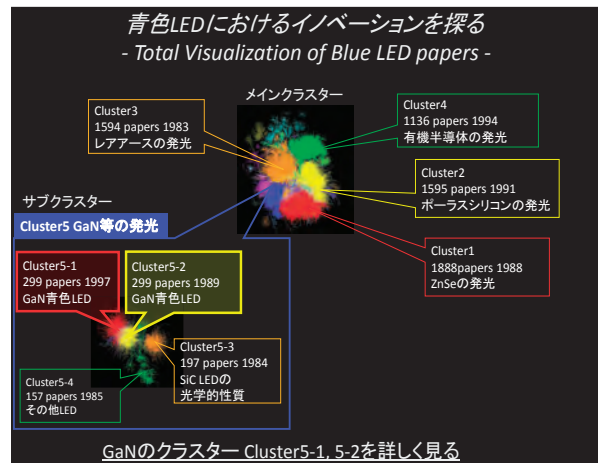 青色LEDにおけるイノベーションを探る
- Total Visualization of Blue LED papers -
メインクラスター
Cluster3
1594 papers 1983
レアアースの発光
Cluster4
1136 papers 1994
有機半導体の発光
Cluster2
1595 papers 1991
ポーラスシリコンの発光
Cluster1
1888papers 1988
ZnSeの発光
サブクラスター
Cluster5 GaN等の発光
Cluster5-1
299 papers 1997
GaN青色LED
Cluster5-2
299 papers 1989
GaN青色LED
Cluster5-3
197 papers 1984
SiC LEDの
光学的性質
Cluster5-4
157 papers 1985
その他LED
GaNのクラスター Cluster5-1, 5-2を詳しく見る